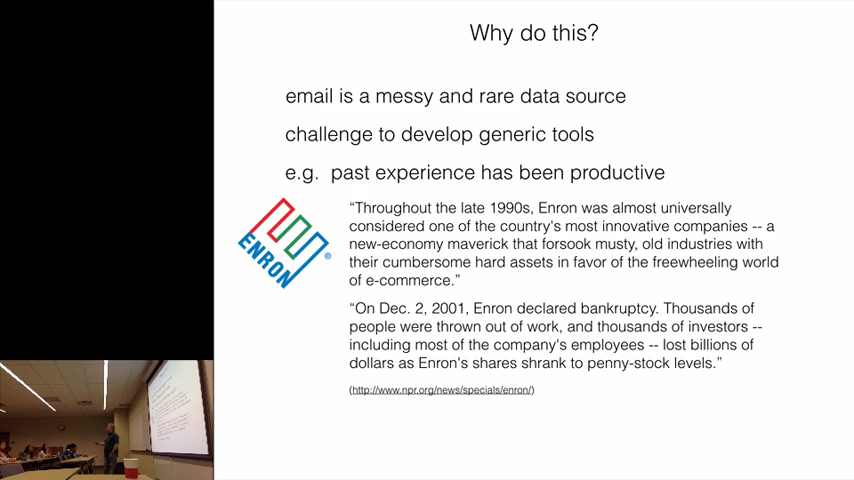 Why do this?
email is a messy and rare data source
challenge to develop generic tools
e.g. past experience has been productive
ENRON®
“Throughout the late 1990s, Enron was almost universally
considered one of the country's most innovative companies -- a
new-economy maverick that forsook musty, old industries with
their cumbersome hard assets in favor of the freewheeling world
of e-commerce.”
“On Dec. 2, 2001, Enron declared bankruptcy. Thousands of
people were thrown out of work, and thousands of investors --
including most of the company's employees -- lost billions of
dollars as Enron's shares shrank to penny-stock levels.”
(http://www.npr.org/news/specials/enron/)